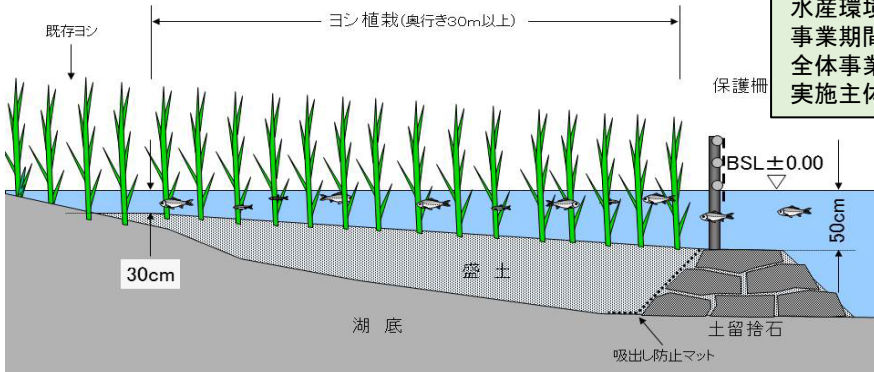 水産環境
事業期間
全体事業
実施主体
ヨシ植栽(奥行き30m以上)
既存ヨシ
保護柵
BSL±0.00
50cm
30cm
盛土
湖底
土留捨石
吸出し防止マット